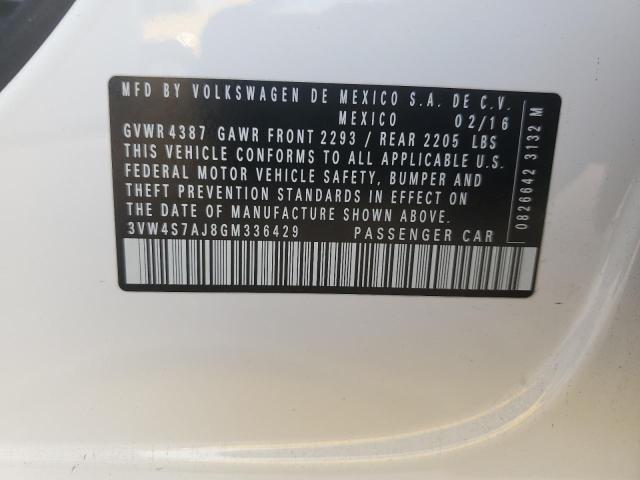 MFD BY VOLKSWAGEN DE MEXICO S.A. DE C.V.
MEXICO 02/16
GVWR 4387 GAWR FRONT 2293 / REAR 2205 LBS
THIS VEHICLE CONFORMS TO ALL APPLICABLE U.S.
FEDERAL MOTOR VEHICLE SAFETY, BUMPER AND
THEFT PREVENTION STANDARDS IN EFFECT ON
THE DATE OF MANUFACTURE SHOWN ABOVE.
3VW4S7AJ8GM336429 PASSENGER CAR
0826642 3132 M